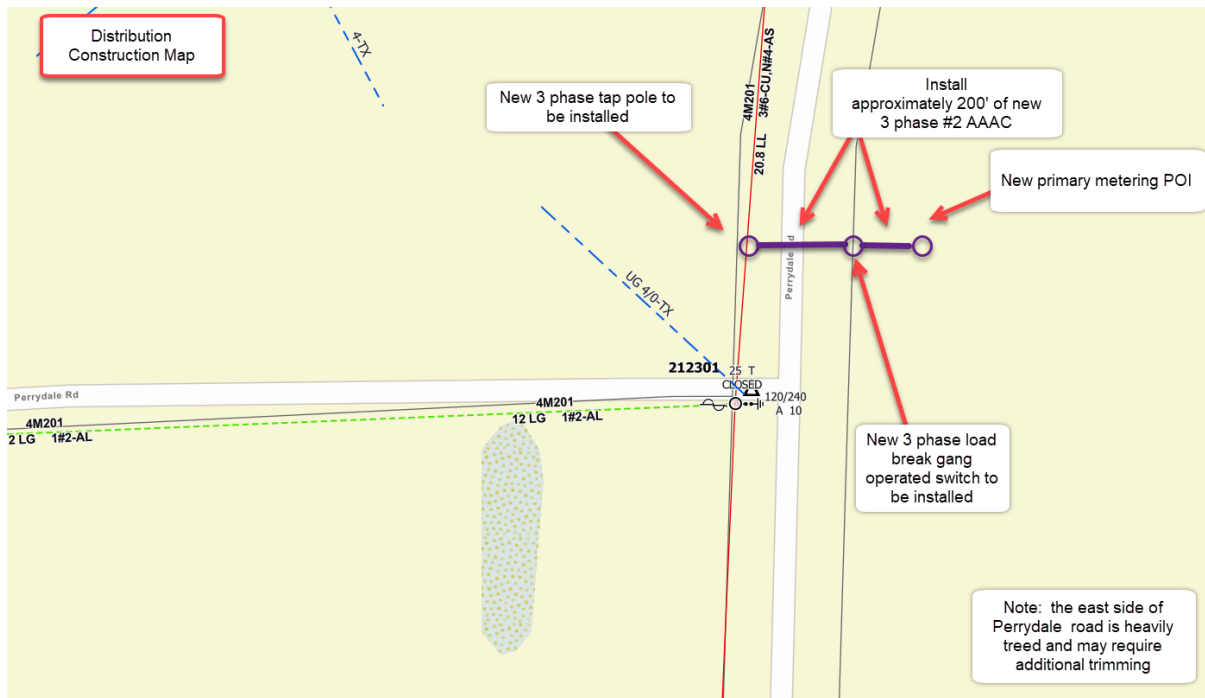 Distribution
Construction Map
4-TX
New 3 phase tap pole to
be installed
4M201
3#6-CU,N#4-AS
20.8 LL
Install
approximately 200' of new
3 phase #2 AAAC
New primary metering POI
Perrydale Rd
UG 4/0-TX
212301
25 T
CLOSED
120/240
A 10
Perrydale Rd
4M201
12 LG 1#2-AL
4M201
2 LG 1#2-AL
New 3 phase load
break gang
operated switch to
be installed
Note: the east side of
Perrydale road is heavily
treed and may require
additional trimming